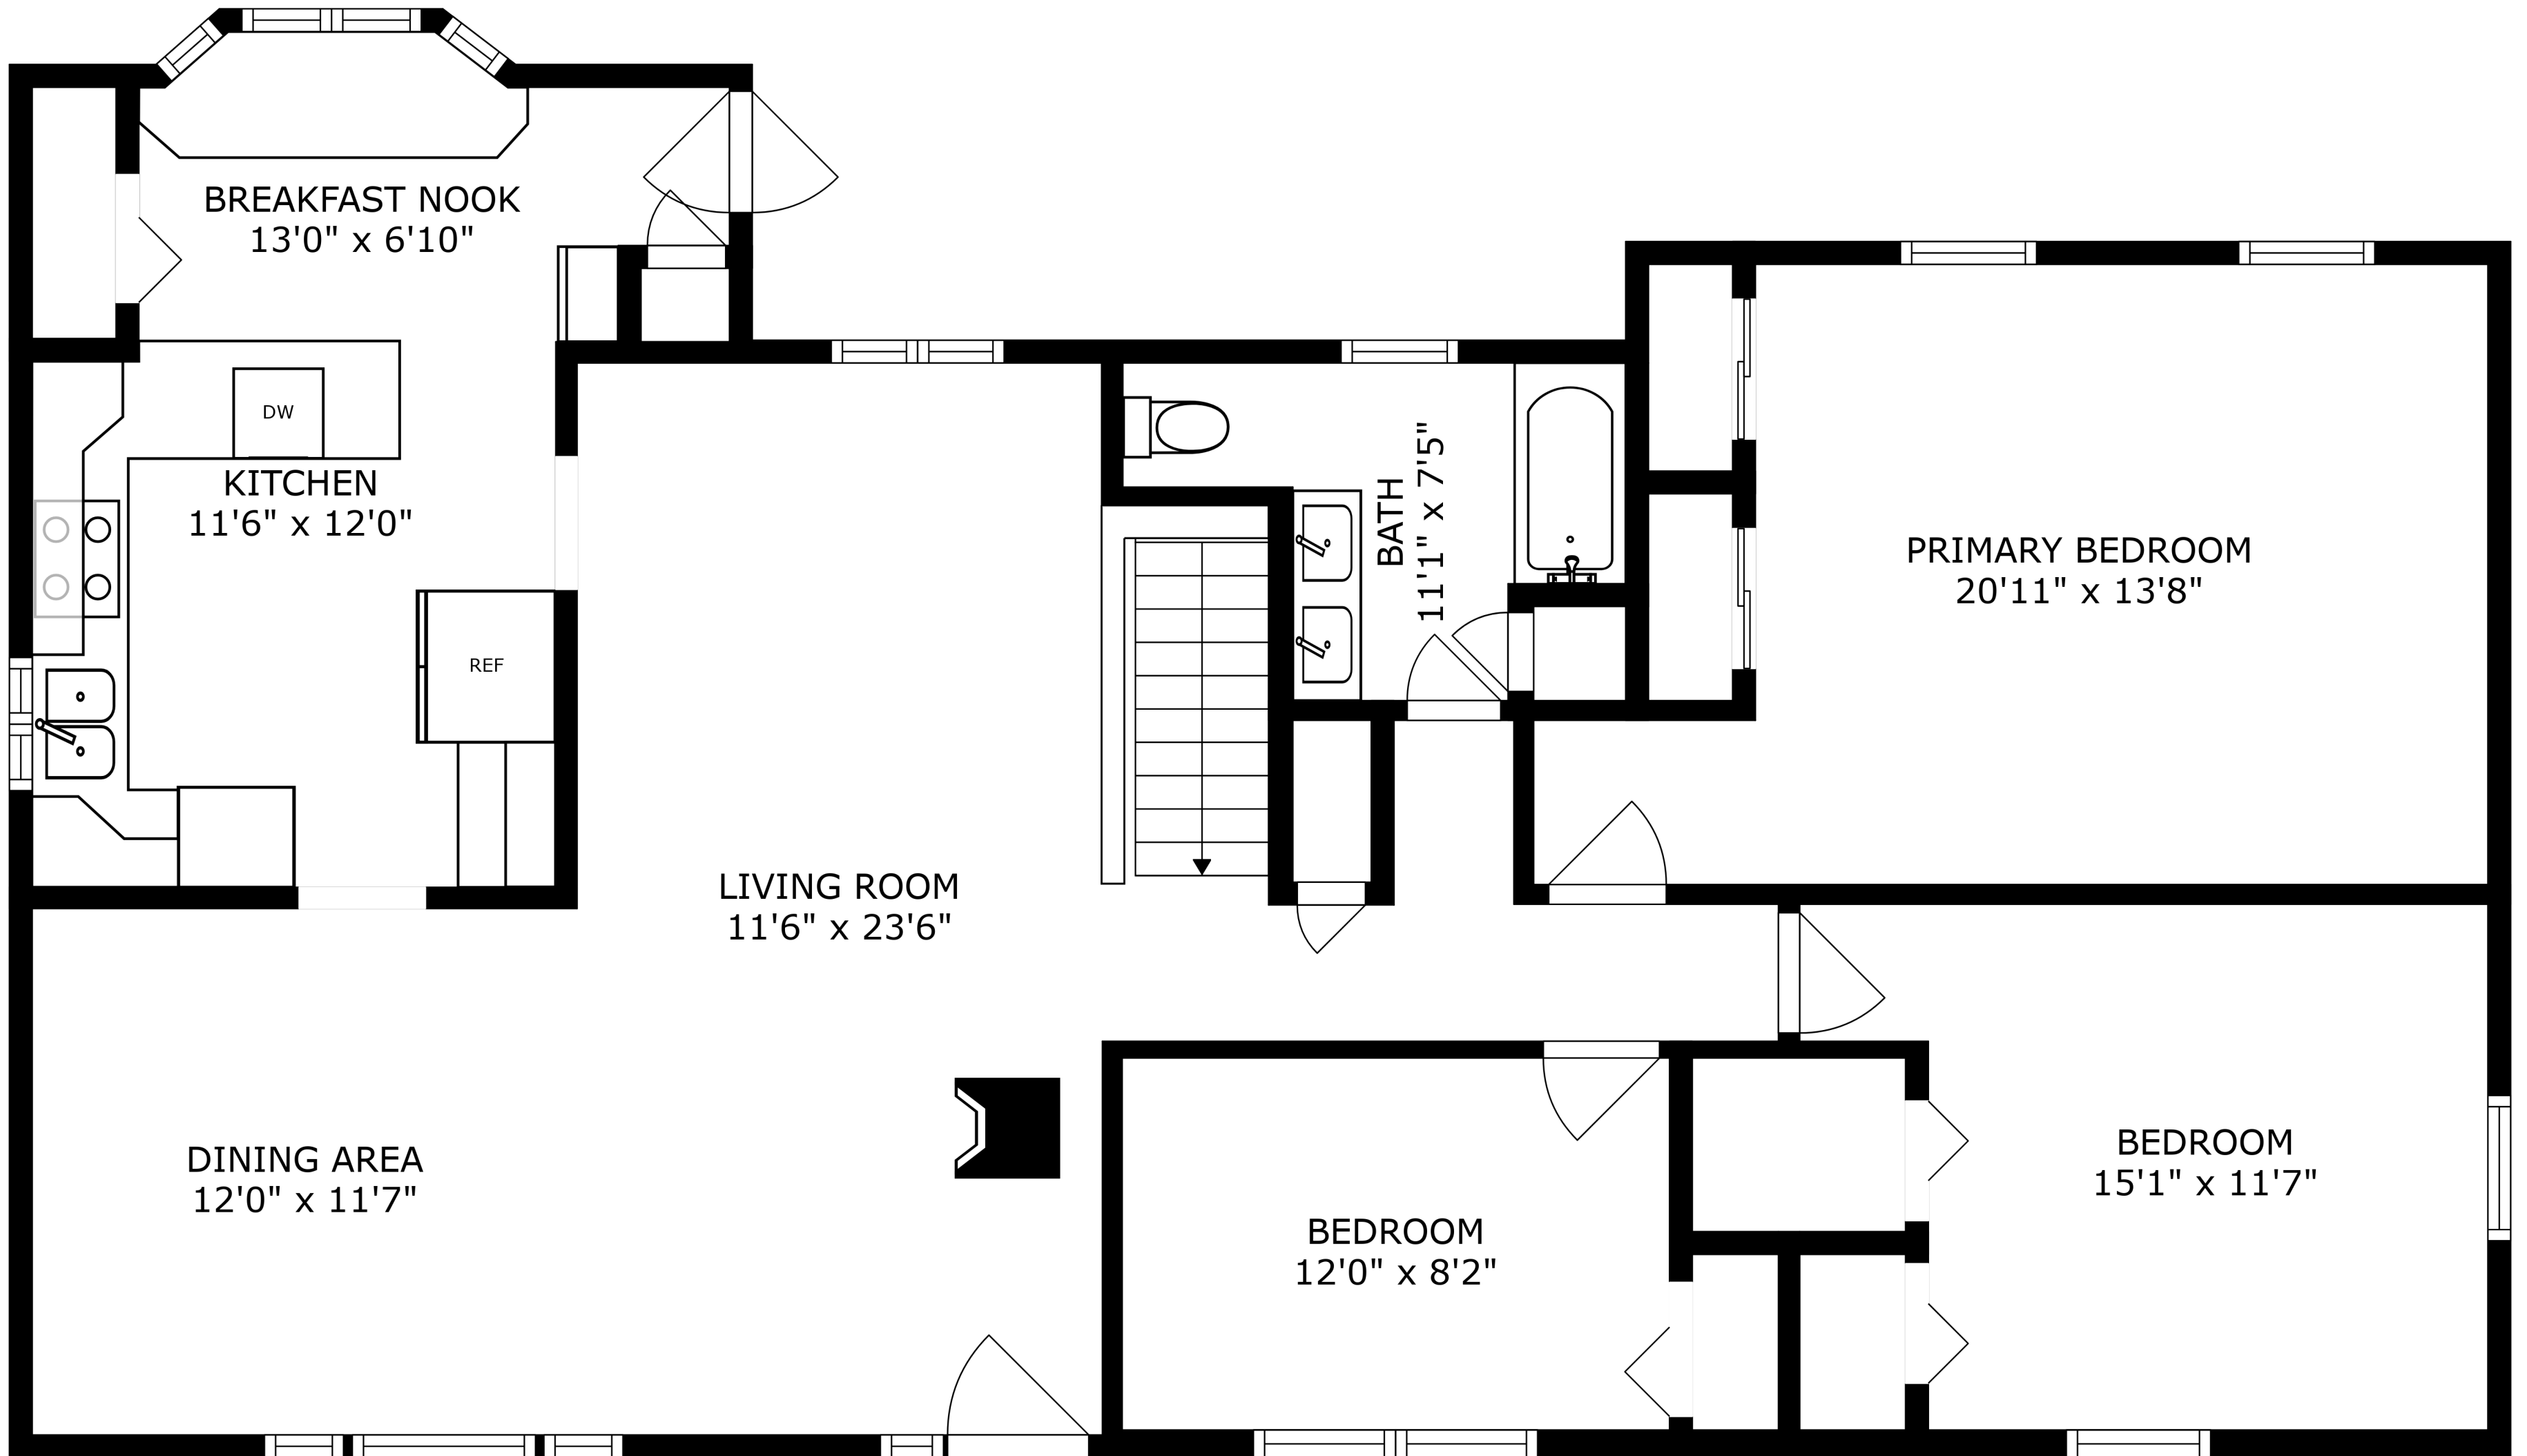 BREAKFAST NOOK
13'0" x 6'10"
DW
KITCHEN
11'6" x 12'0"
REF
BATH
11'1" x 7'5"
PRIMARY BEDROOM
20'11" x 13'8"
LIVING ROOM
11'6" x 23'6"
DINING AREA
12'0" x 11'7"
BEDROOM
12'0" x 8'2"
BEDROOM
15'1" x 11'7"